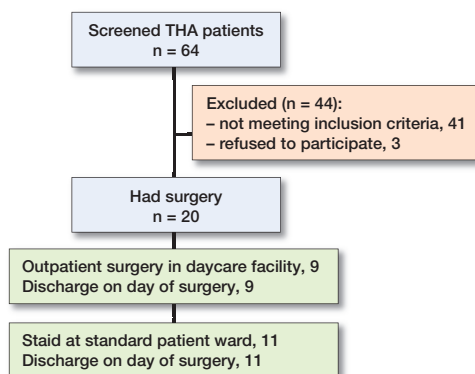 Screened THA patients
n = 64
Excluded (n = 44):
– not meeting inclusion criteria, 41
– refused to participate, 3
Had surgery
n = 20
Outpatient surgery in daycare facility, 9
Discharge on day of surgery, 9
Staid at standard patient ward, 11
Discharge on day of surgery, 11